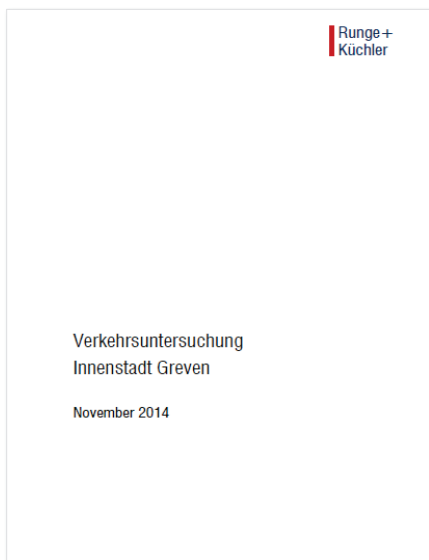 Runge+
Küchler
Verkehrsuntersuchung
Innenstadt Greven
November 2014